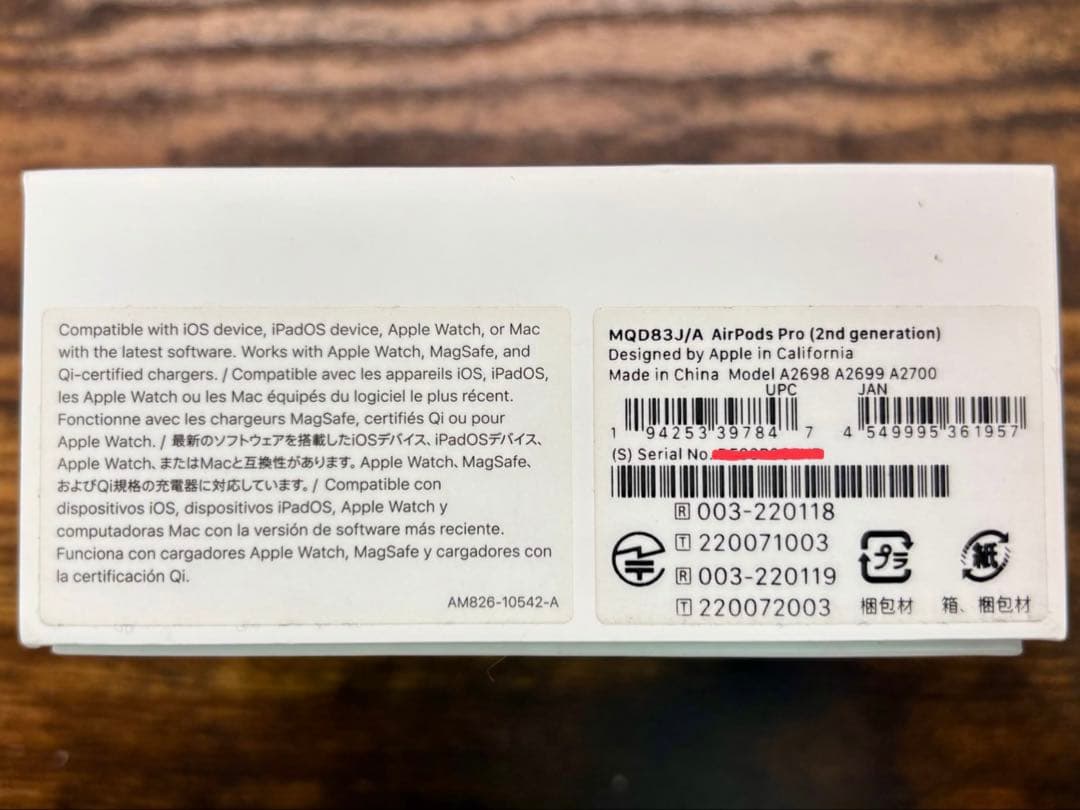 Compatible with iOS device, iPadOS device, Apple Watch, or Mac
with the latest software. Works with Apple Watch, MagSafe, and
Qi-certified chargers. / Compatible avec les appareils iOS, iPadOS,
les Apple Watch ou les Mac équipés du logiciel le plus récent.
Fonctionne avec les chargeurs MagSafe, certifiés Qi ou pour
Apple Watch. / 最新のソフトウェアを搭載したiOSデバイス、iPadOSデバイス、
Apple Watch、またはMacと互換性があります。Apple Watch、MagSafe、
およびQi規格の充電器に対応しています。/ Compatible con
dispositivos iOS, dispositivos iPadOS, Apple Watch y
computadoras Mac con la versión de software más reciente.
Funciona con cargadores Apple Watch, MagSafe y cargadores con
la certificación Qi.
AM826-10542-A
MQD83J/A AirPods Pro (2nd generation)
Designed by Apple in California
Made in China Model A2698 A2699 A2700
UPC JAN
1 94253 39784 7 4 549995 361957
(S) Serial No.
R 003-220118
T 220071003
R 003-220119
T 220072003
プラ 紙
梱包材 箱、梱包材